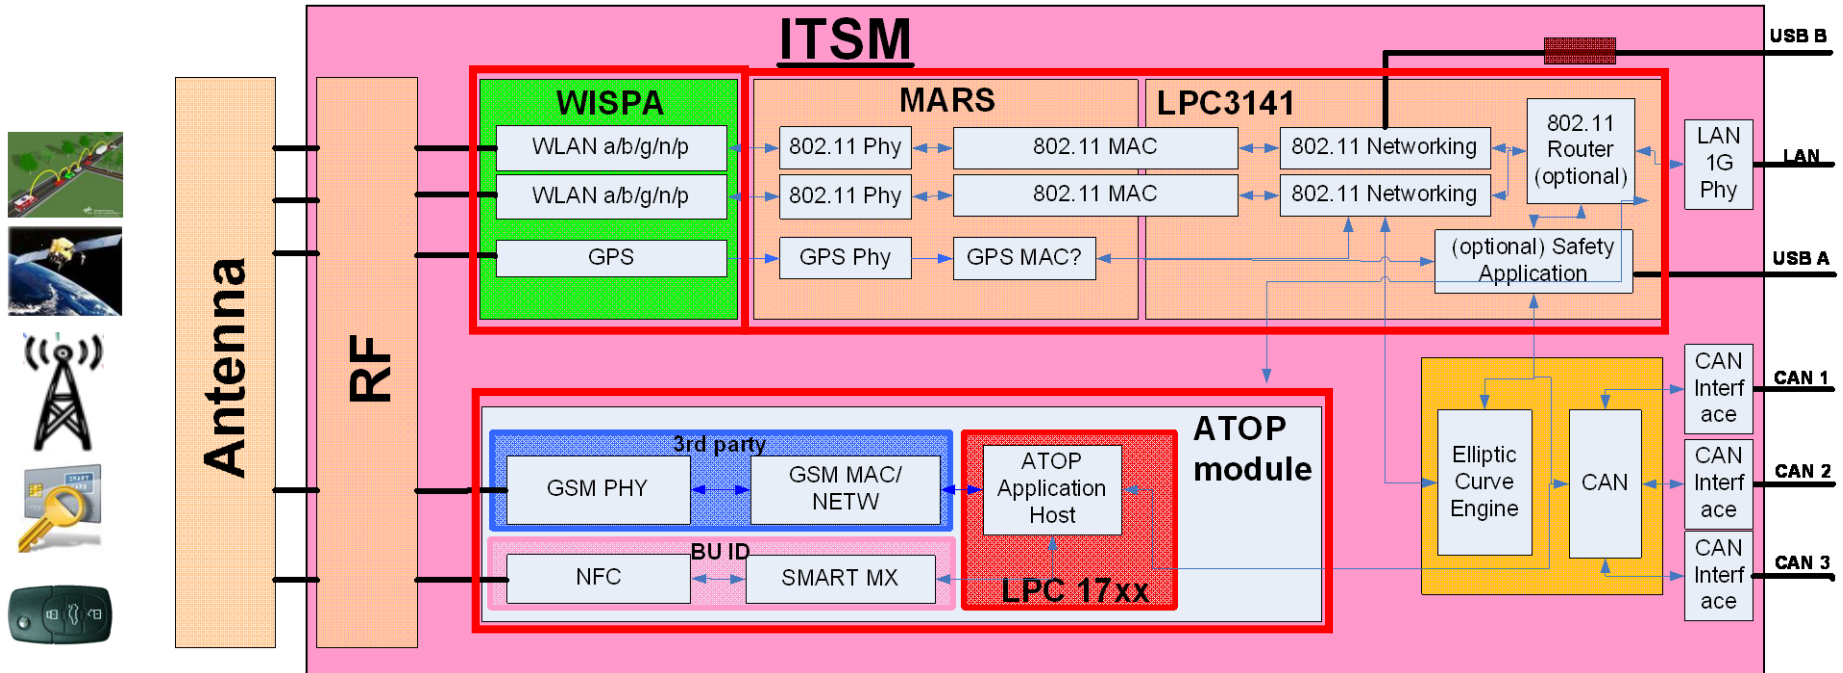 ITSM
USB B
WISPA
MARS
LPC3141
WLAN a/b/g/n/p
802.11 Phy
802.11 MAC
802.11 Networking
802.11
Router
(optional)
LAN
1G
Phy
LAN
WLAN a/b/g/n/p
802.11 Phy
802.11 MAC
802.11 Networking
GPS
GPS Phy
GPS MAC?
(optional) Safety
Application
USB A
Antenna
RF
ATOP
module
3rd party
GSM PHY
GSM MAC/
NETW
ATOP
Application
Host
BU ID
NFC
SMART MX
LPC 17xx
Elliptic
Curve
Engine
CAN
CAN
Interf
ace
CAN 1
CAN
Interf
ace
CAN 2
CAN
Interf
ace
CAN 3
SMART